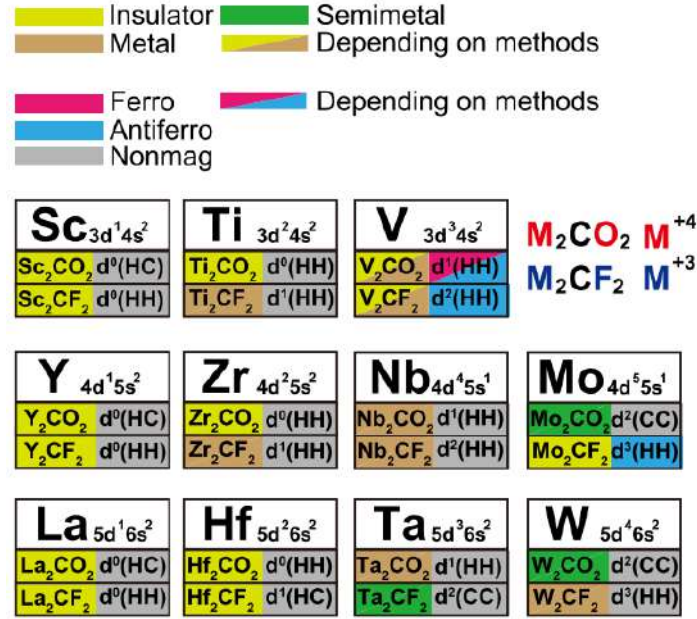 Insulator Semimetal
Metal Depending on methods
Ferro Depending on methods
Antiferro
Nonmag
Sc 3d¹4s² Ti 3d²4s² V 3d³4s² M₂CO₂ M⁺⁴
Sc₂CO₂ d⁰(HC) Ti₂CO₂ d⁰(HH) V₂CO₂ d¹(HH) M₂CF₂ M⁺³
Sc₂CF₂ d⁰(HH) Ti₂CF₂ d¹(HH) V₂CF₂ d²(HH)
Y 4d¹5s² Zr 4d²5s² Nb 4d⁴5s¹ Mo 4d⁵5s¹
Y₂CO₂ d⁰(HC) Zr₂CO₂ d⁰(HH) Nb₂CO₂ d¹(HH) Mo₂CO₂ d²(CC)
Y₂CF₂ d⁰(HH) Zr₂CF₂ d¹(HH) Nb₂CF₂ d²(HH) Mo₂CF₂ d³(HH)
La 5d¹6s² Hf 5d²6s² Ta 5d³6s² W 5d⁴6s²
La₂CO₂ d⁰(HC) Hf₂CO₂ d⁰(HH) Ta₂CO₂ d¹(HH) W₂CO₂ d²(CC)
La₂CF₂ d⁰(HH) Hf₂CF₂ d¹(HC) Ta₂CF₂ d²(CC) W₂CF₂ d³(HH)